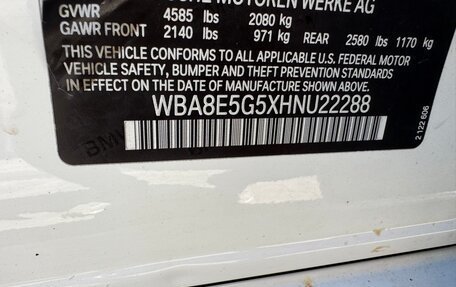 MOTOREN WERKE AG
GVWR 4585 lbs 2080 kg
GAWR FRONT 2140 lbs 971 kg REAR 2580 lbs 1170 kg
THIS VEHICLE CONFORMS TO ALL APPLICABLE U.S. FEDERAL MOTOR
VEHICLE SAFETY, BUMPER AND THEFT PREVENTION STANDARDS
IN EFFECT ON THE DATE OF MANUFACTURE SHOWN ABOVE.
WBA8E5G5XHNU22288
BMW
2 122 606